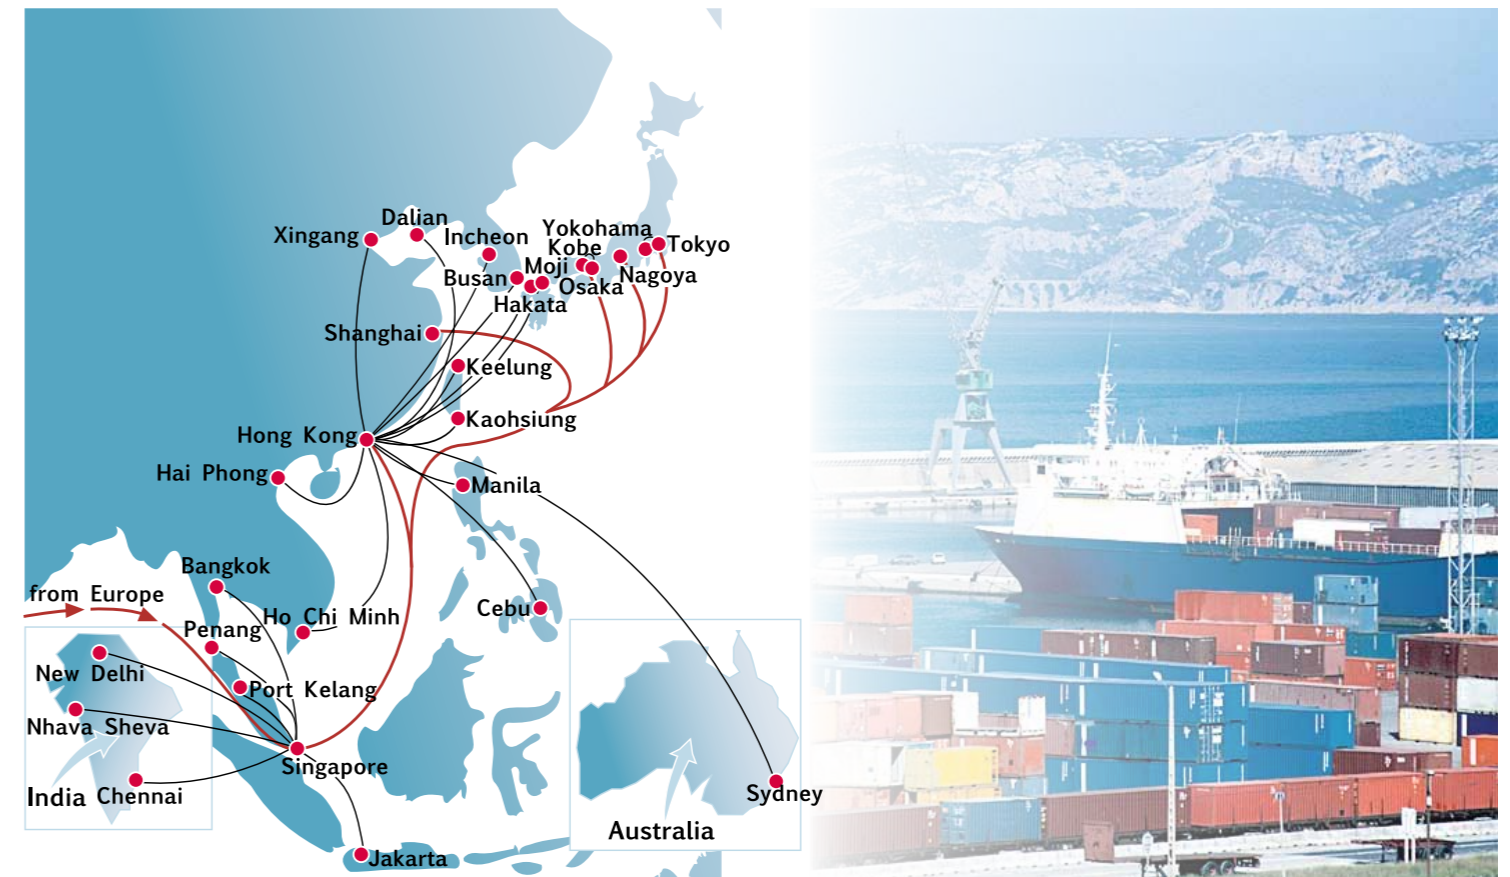 Dalian
Xingang
Incheon
Yokohama
Kobe
Tokyo
Busan
Moji
Osaka
Nagoya
Hakata
Shanghai
Keelung
Kaohsiung
Hong Kong
Hai Phong
Manila
Bangkok
from Europe
Cebu
Ho Chi Minh
Penang
New Delhi
Port Kelang
Nhava Sheva
Singapore
India
Chennai
Sydney
Australia
Jakarta